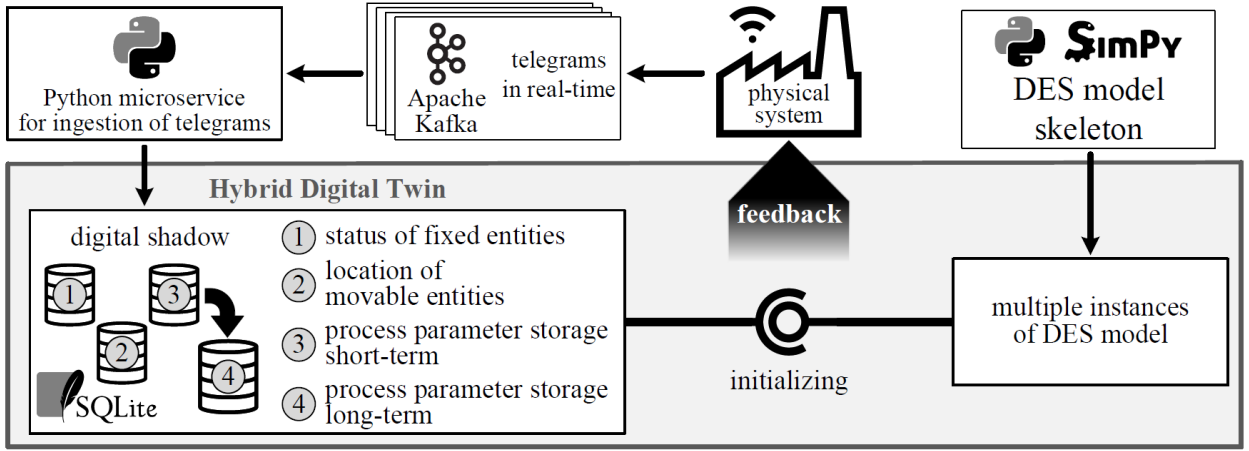 Python microservice
for ingestion of telegrams
Apache
Kafka
telegrams
in real-time
physical
system
SimPy
DES model
skeleton
Hybrid Digital Twin
digital shadow
1
2
3
4
SQLite
1 status of fixed entities
2 location of
movable entities
3 process parameter storage
short-term
4 process parameter storage
long-term
feedback
initializing
multiple instances
of DES model